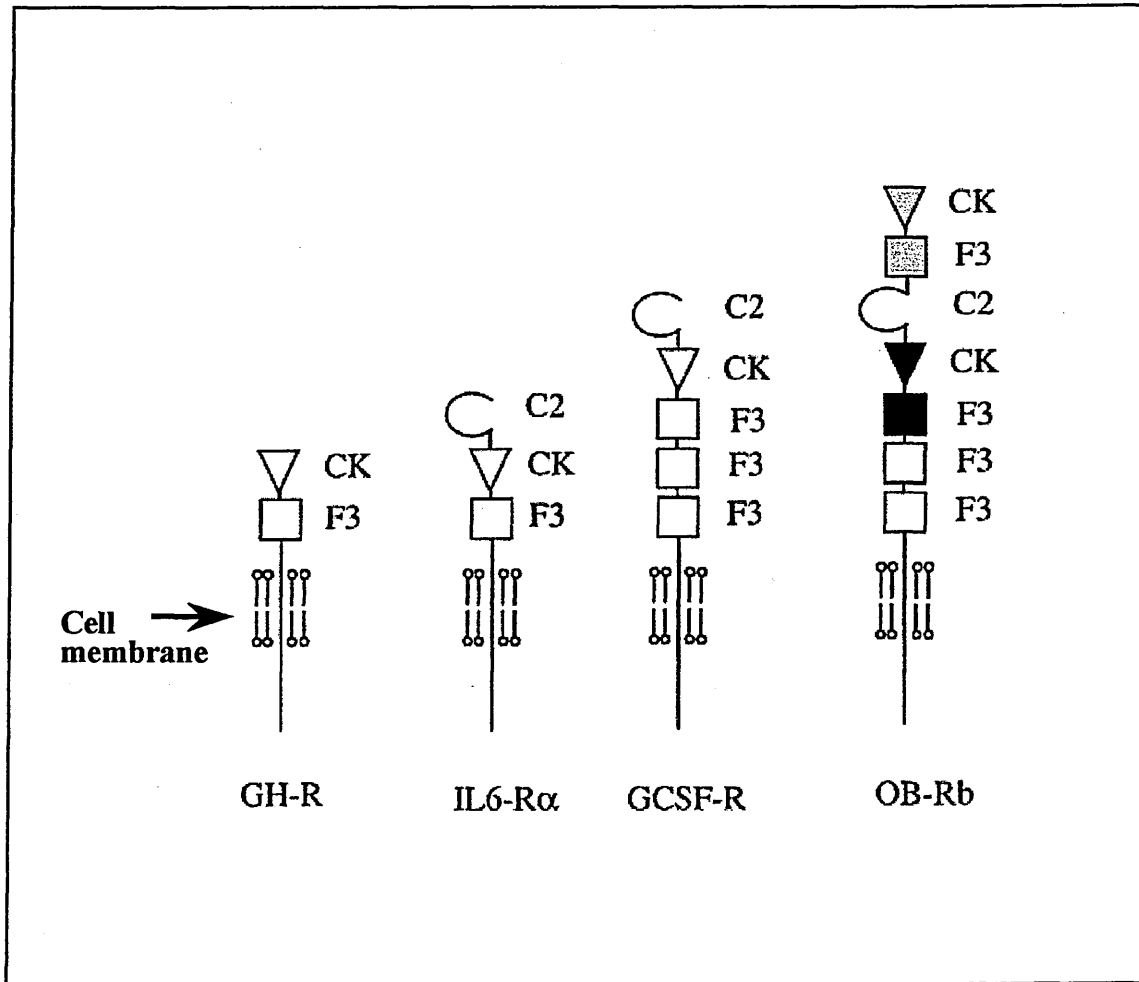 CK
F3
C2
CK
F3
F3
F3
C2
CK
F3
F3
F3
C2
CK
F3
CK
F3
Cell
membrane
GH-R
IL6-Rα
GCSF-R
OB-Rb